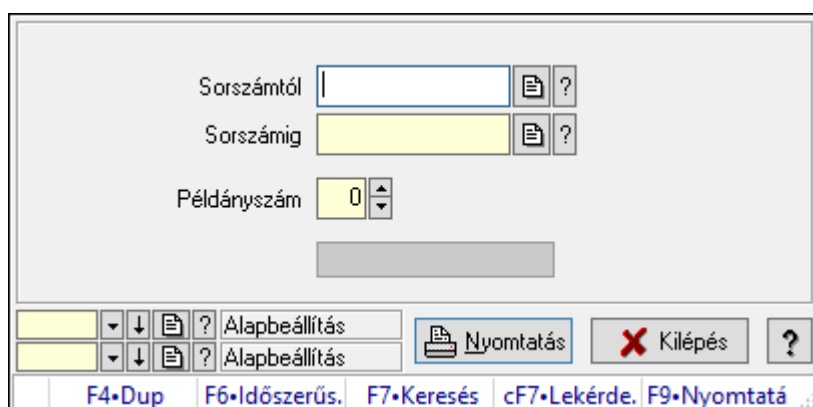 Sorszámtól ?
Sorszámig ?
Példányszám 0
? Alapbeállítás
? Alapbeállítás
Nyomtatás Kilépés ?
F4•Dup F6•Időszerűs. F7•Keresés cF7•Lekérde. F9•Nyomtatá